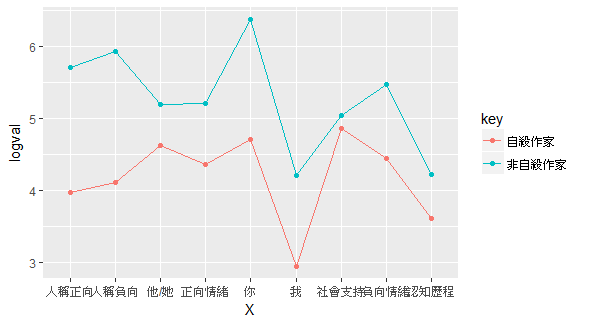 logval
6
5
4
3
人稱正向 人稱負向 他/她 正向情緒 你 我 社會支持 負向情緒 認知歷程
X
key
自殺作家
非自殺作家